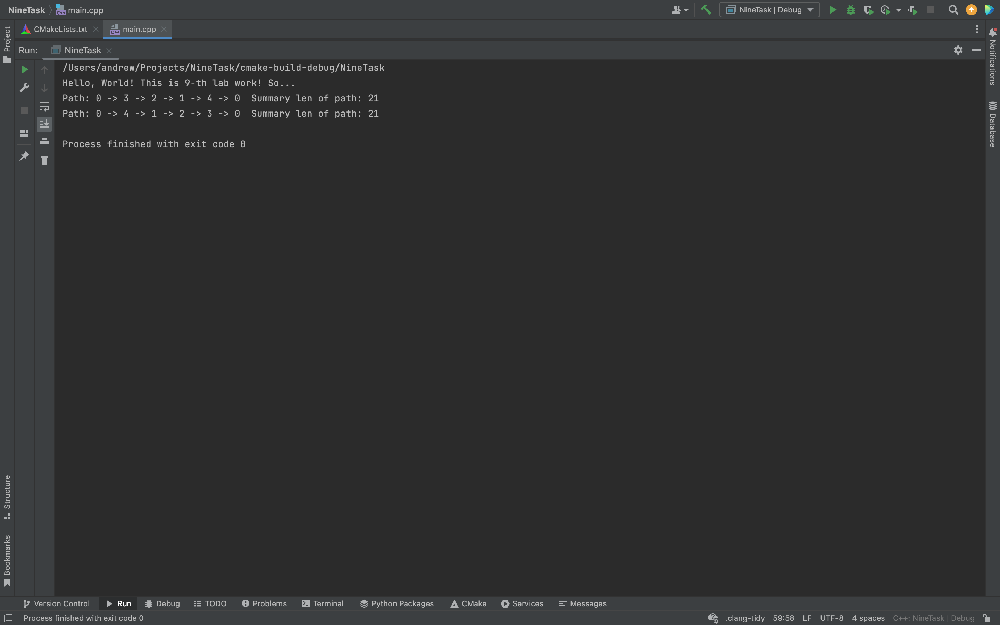 NineTask main.cpp NineTask | Debug
CMakeLists.txt main.cpp
Run: NineTask
/Users/andrew/Projects/NineTask/cmake-build-debug/NineTask
Hello, World! This is 9-th lab work! So...
Path: 0 -> 3 -> 2 -> 1 -> 4 -> 0  Summary len of path: 21
Path: 0 -> 4 -> 1 -> 2 -> 3 -> 0  Summary len of path: 21
Process finished with exit code 0
Project
Structure
Bookmarks
Notifications
Database
Version Control Run Debug TODO Problems Terminal Python Packages CMake Services Messages
Process finished with exit code 0 .clang-tidy 59:58 LF UTF-8 4 spaces C++: NineTask | Debug